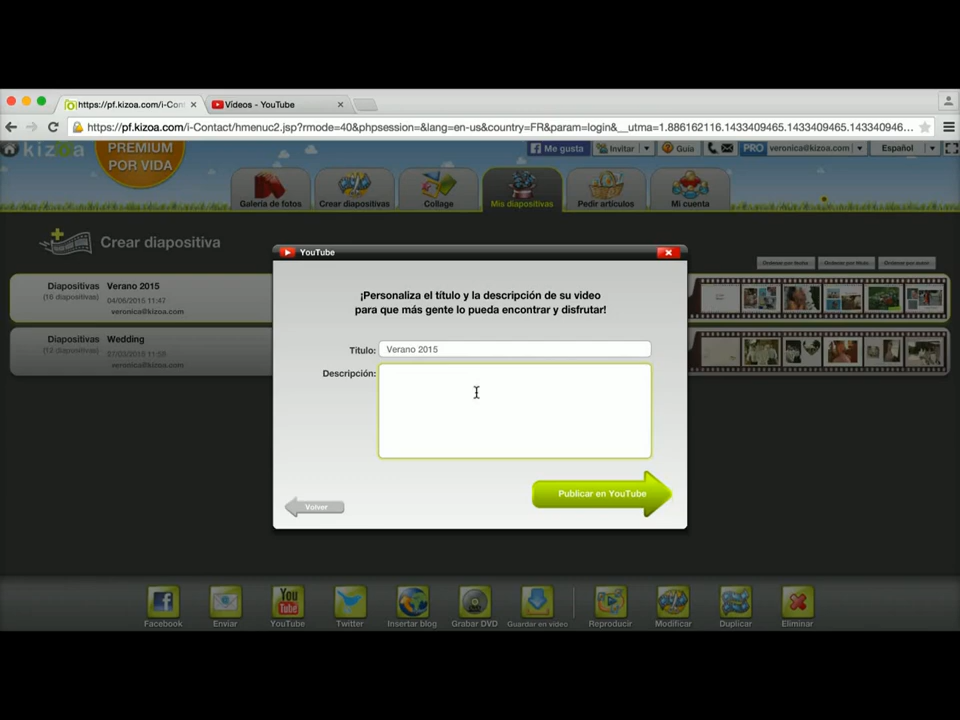 https://pf.kizoa.com/i-Cont
Vídeos - YouTube
https://pf.kizoa.com/i-Contact/hmenuc2.jsp?rmode=40&phpsession=&lang=en-us&country=FR&param=login&__utma=1.886162116.1433409465.1433409465.143340946...
kizoa
PREMIUM
POR VIDA
Me gusta
Invitar
Guia
PRO
veronica@kizoa.com
Español
Galería de fotos
Crear diapositivas
Collage
Mis diapositivas
Pedir artículos
Mi cuenta
Crear diapositiva
Diapositivas
(16 diapositivas)
Verano 2015
04/06/2015 11:47
veronica@kizoa.com
Diapositivas
(12 diapositivas)
Wedding
07/03/2015 11:58
veronica@kizoa.com
YouTube
¡Personaliza el título y la descripción de su video
para que más gente lo pueda encontrar y disfrutar!
Título: Verano 2015
Descripción:
Publicar en YouTube
Volver
You
Tube
Facebook
Enviar
YouTube
Twitter
Insertar blog
Grabar DVD
Guardar en vídeo
Reproducir
Modificar
Duplicar
Eliminar